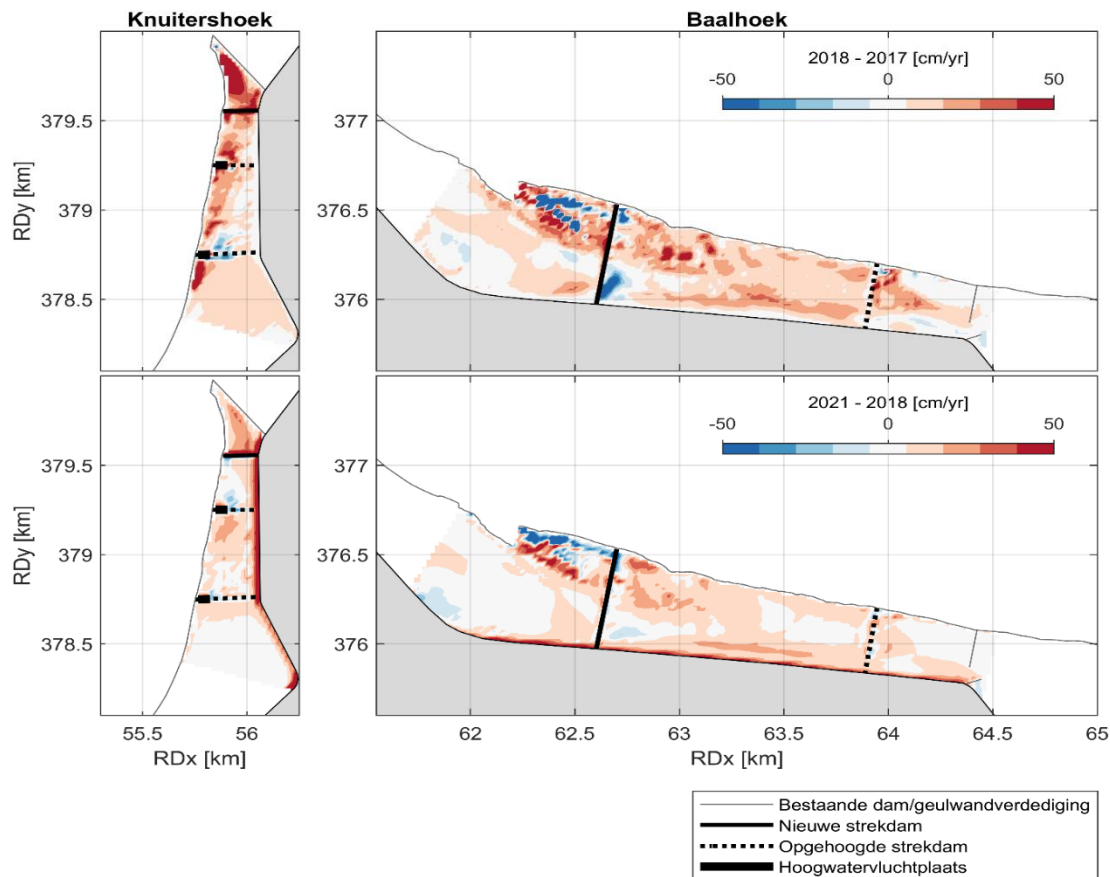 Knuitershoek
Baalhoek
2018 - 2017 [cm/yr]
-50 0 50
379.5
379
378.5
RDy [km]
377
376.5
376
2021 - 2018 [cm/yr]
-50 0 50
379.5
379
378.5
RDy [km]
377
376.5
376
55.5 56
RDx [km]
62 62.5 63 63.5 64 64.5 65
RDx [km]
Bestaande dam/geulwandverdediging
Nieuwe strekdam
Opgehoogde strekdam
Hoogwatervluchtplaats